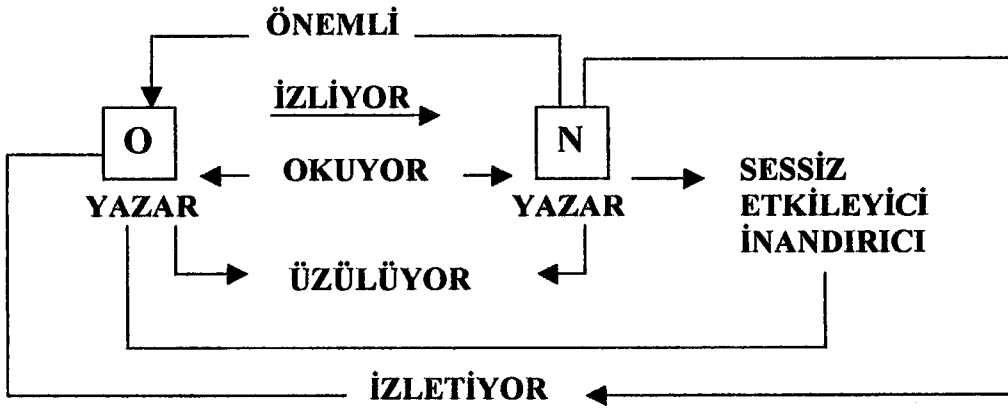 ÖNEMLİ
İZLİYOR
O
N
OKUYOR
YAZAR
YAZAR
SESSİZ
ETKİLEYİCİ
İNANDIRICI
ÜZÜLÜYOR
İZLETİYOR